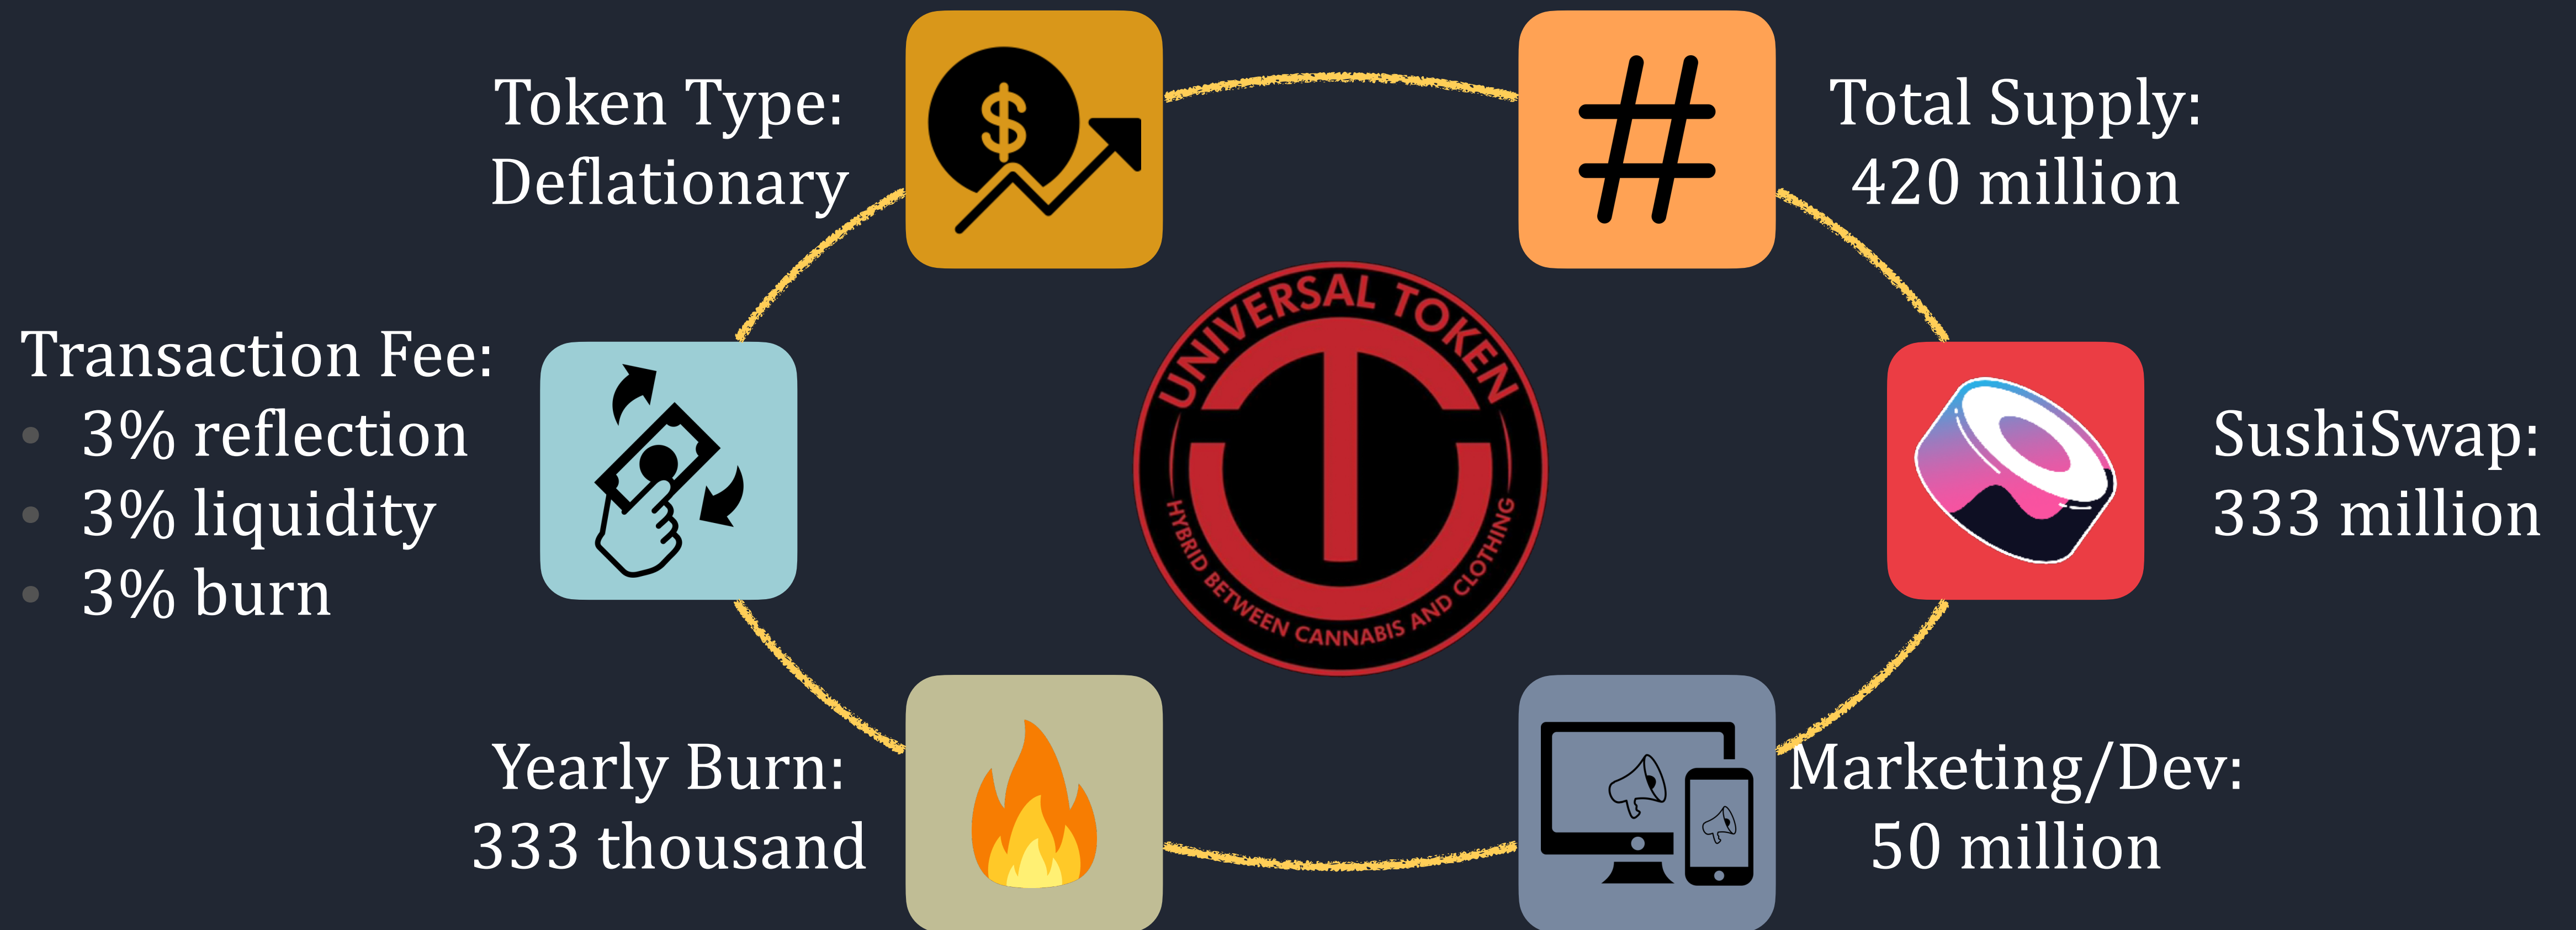 Token Type:
Deflationary
Total Supply:
420 million
Transaction Fee:
• 3% reflection
• 3% liquidity
• 3% burn
UNIVERSAL TOKEN
HYBRID BETWEEN CANNABIS AND CLOTHING
SushiSwap:
333 million
Yearly Burn:
333 thousand
Marketing/Dev:
50 million